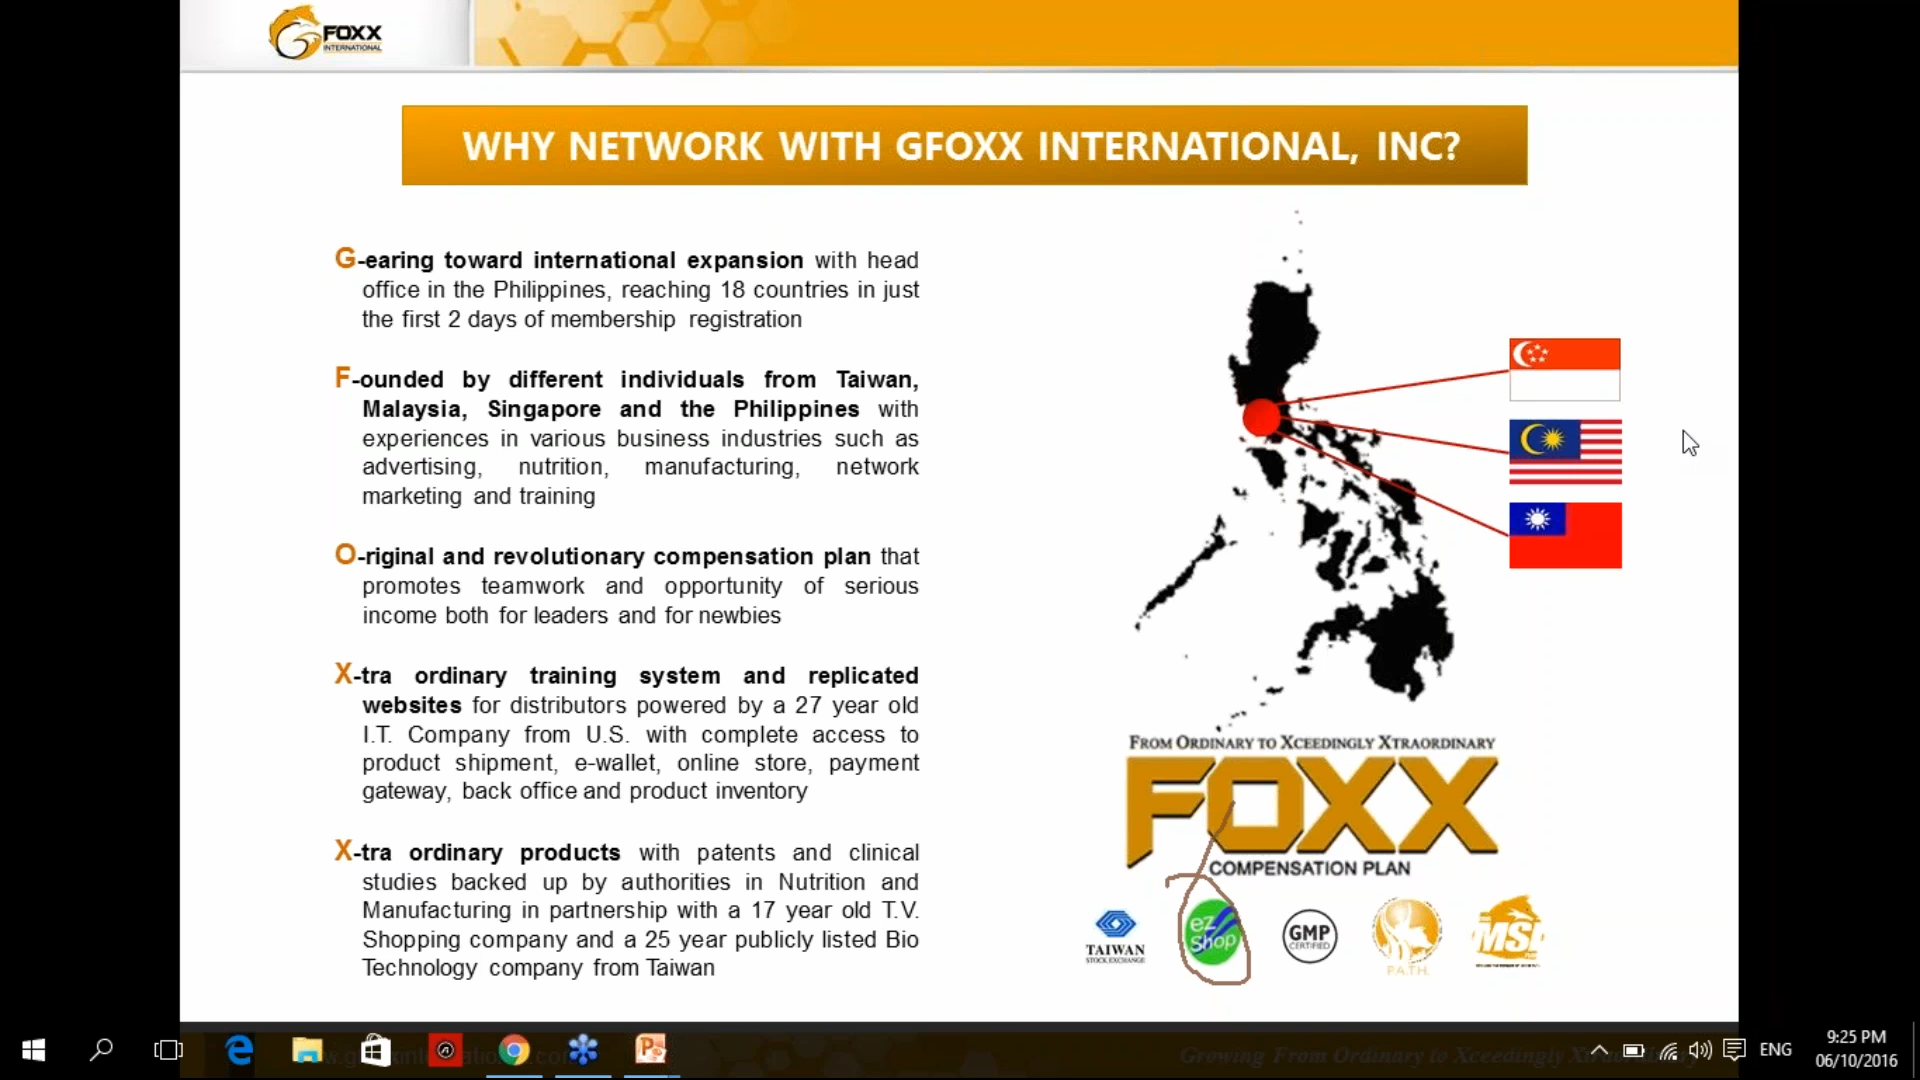 FOXX
INTERNATIONAL
WHY NETWORK WITH GFOXX INTERNATIONAL, INC?
G-earing toward international expansion with head
office in the Philippines, reaching 18 countries in just
the first 2 days of membership registration
F-ounded by different individuals from Taiwan,
Malaysia, Singapore and the Philippines with
experiences in various business industries such as
advertising, nutrition, manufacturing, network
marketing and training
O-riginal and revolutionary compensation plan that
promotes teamwork and opportunity of serious
income both for leaders and for newbies
X-tra ordinary training system and replicated
websites for distributors powered by a 27 year old
I.T. Company from U.S. with complete access to
product shipment, e-wallet, online store, payment
gateway, back office and product inventory
X-tra ordinary products with patents and clinical
studies backed up by authorities in Nutrition and
Manufacturing in partnership with a 17 year old T.V.
Shopping company and a 25 year publicly listed Bio
Technology company from Taiwan
FROM ORDINARY TO XCEEDINGLY XTRAORDINARY
FOXX
COMPENSATION PLAN
TAIWAN
STOCK EXCHANGE
ez
Shop
GMP
CERTIFIED
P.A.T.H.
Growing From Ordinary to Xceedingly
ENG
9:25 PM
06/10/2016